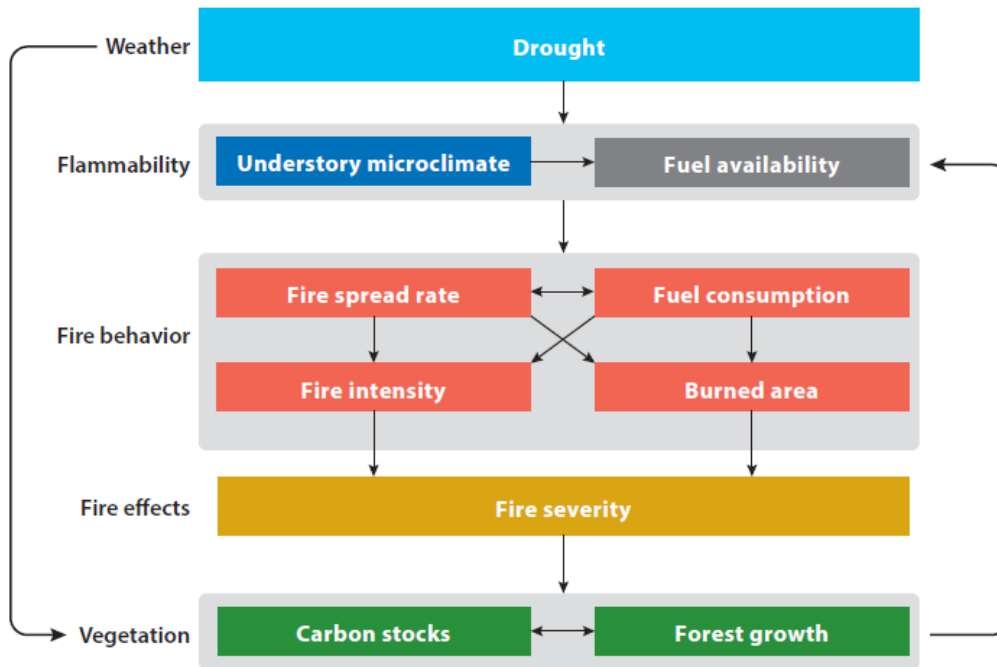 Weather
Drought
Flammability
Understory microclimate
Fuel availability
Fire behavior
Fire spread rate
Fuel consumption
Fire intensity
Burned area
Fire effects
Fire severity
Vegetation
Carbon stocks
Forest growth